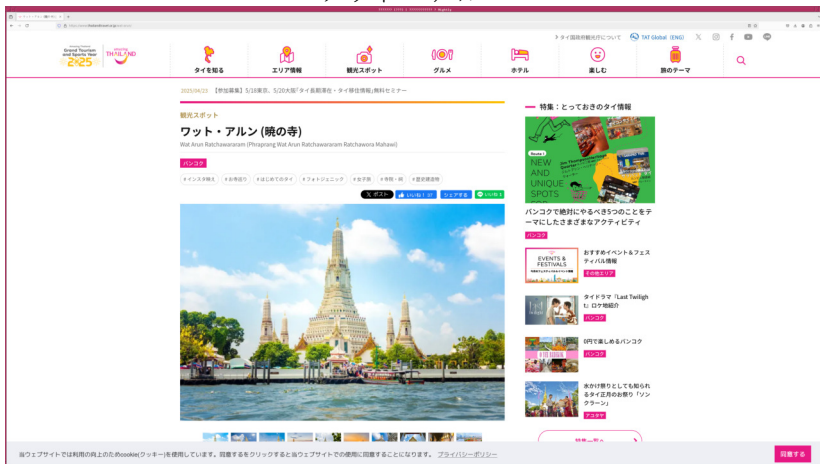 タイ国政府観光庁について
TAT Global (ENG)
Grand Tourism
and Sports Year
2025
amazing
THAILAND
タイを知る
エリア情報
観光スポット
グルメ
ホテル
楽しむ
旅のテーマ
2025/04/23 【参加募集】5/18東京、5/20大阪「タイ長期滞在・タイ移住情報」無料セミナー
観光スポット
ワット・アルン (暁の寺)
Wat Arun Ratchawararam (Phraprang Wat Arun Ratchawararam Ratchawora Mahawi)
バンコク
#インスタ映え
#お寺巡り
#はじめてのタイ
#フォトジェニック
#女子旅
#寺院・祠
#歴史建造物
ポスト
いいね！
シェアする
いいね
特集：とっておきのタイ情報
Route 1
NEW
AND
UNIQUE
SPOTS
バンコクで絶対にやるべき5つのことをテ
ーマにしたさまざまなアクティビティ
バンコク
EVENTS &
FESTIVALS
おすすめイベント＆フェス
ティバル情報
その他エリア
タイドラマ『Last Twiligh
t』ロケ地紹介
バンコク
0円で楽しめるバンコク
バンコク
水かけ祭りとしても知られ
るタイ正月のお祭り「ソン
クラーン」
アユタヤ
特集一覧へ
当ウェブサイトでは利用の向上のためcookie(クッキー)を使用しています。同意するをクリックすると当ウェブサイトでの使用に同意することになります。 プライバシーポリシー
同意する